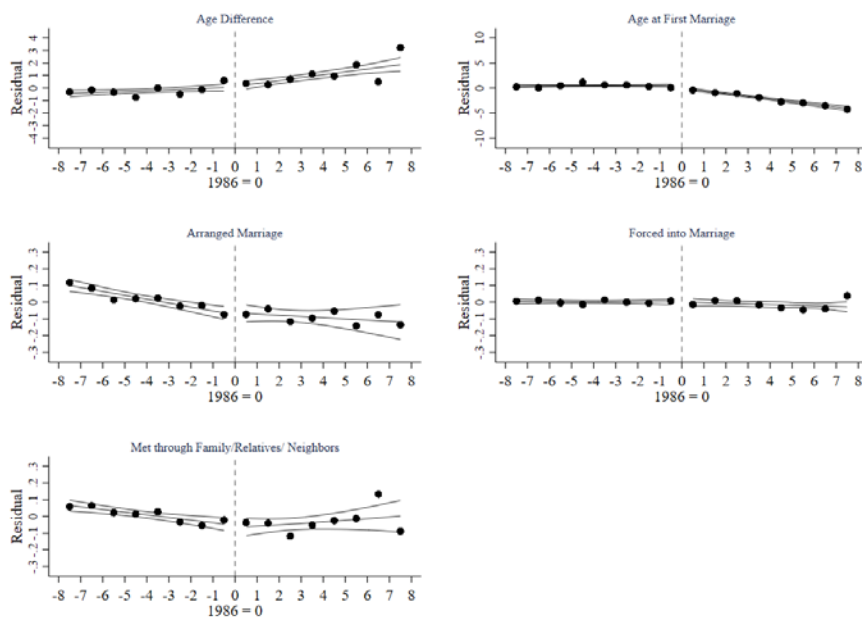 Age Difference
Residual
-4 -3 -2 -1 0 1 2 3 4
-8 -7 -6 -5 -4 -3 -2 -1 0 1 2 3 4 5 6 7 8
1986 = 0
Age at First Marriage
Residual
-10 -5 0 5 10
-8 -7 -6 -5 -4 -3 -2 -1 0 1 2 3 4 5 6 7 8
1986 = 0
Arranged Marriage
Residual
-.3 -.2 -.1 0 .1 .2 .3
-8 -7 -6 -5 -4 -3 -2 -1 0 1 2 3 4 5 6 7 8
1986 = 0
Forced into Marriage
Residual
-.3 -.2 -.1 0 .1 .2 .3
-8 -7 -6 -5 -4 -3 -2 -1 0 1 2 3 4 5 6 7 8
1986 = 0
Met through Family/Relatives/ Neighbors
Residual
-.3 -.2 -.1 0 .1 .2 .3
-8 -7 -6 -5 -4 -3 -2 -1 0 1 2 3 4 5 6 7 8
1986 = 0